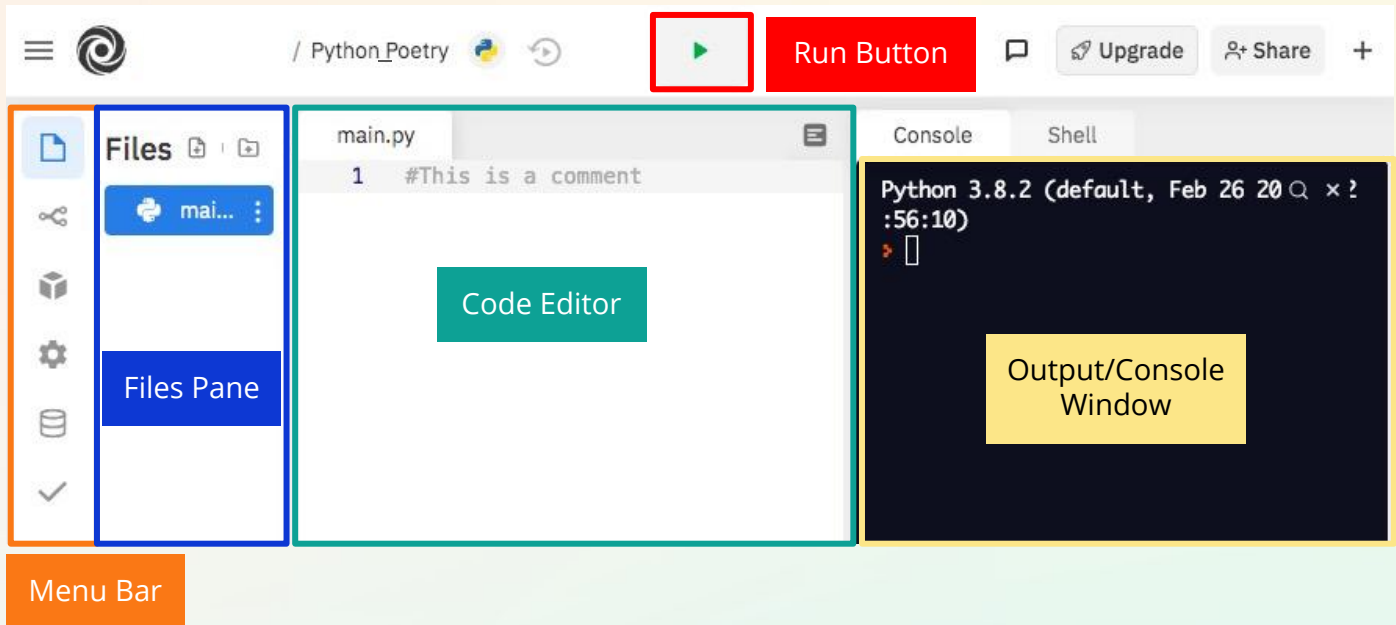 / Python_Poetry
Run Button
Upgrade
Share
+
Files
mai...
main.py
1 #This is a comment
Console
Shell
Python 3.8.2 (default, Feb 26 20
:56:10)
Code Editor
Files Pane
Output/Console
Window
Menu Bar